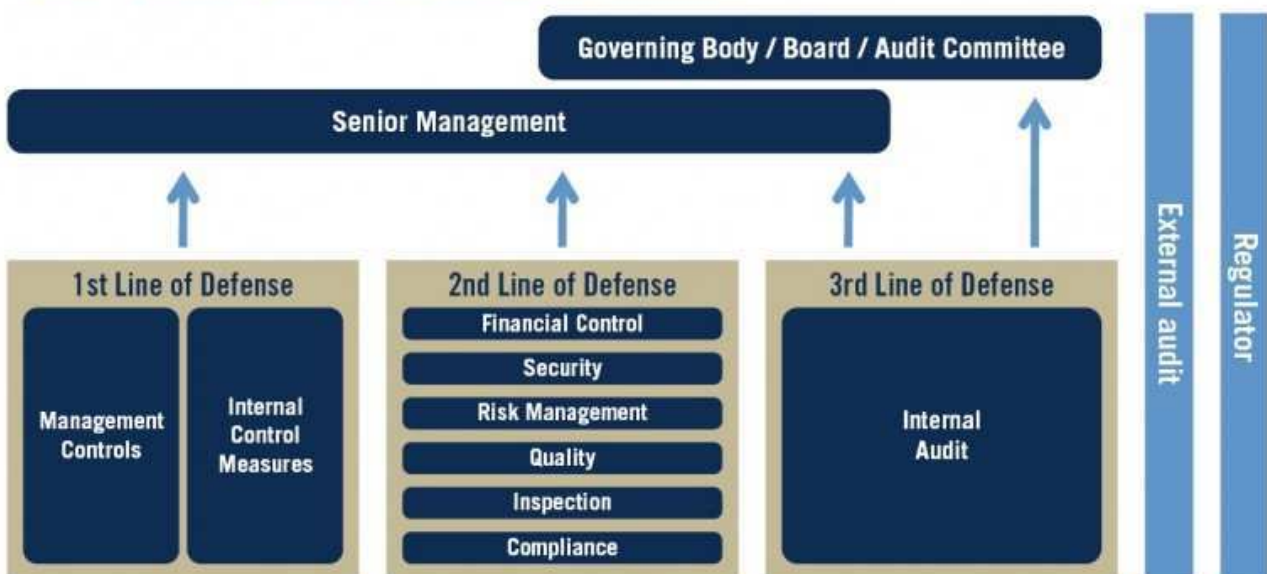 Governing Body / Board / Audit Committee
Senior Management
1st Line of Defense
Management
Controls
Internal
Control
Measures
2nd Line of Defense
Financial Control
Security
Risk Management
Quality
Inspection
Compliance
3rd Line of Defense
Internal
Audit
External audit
Regulator